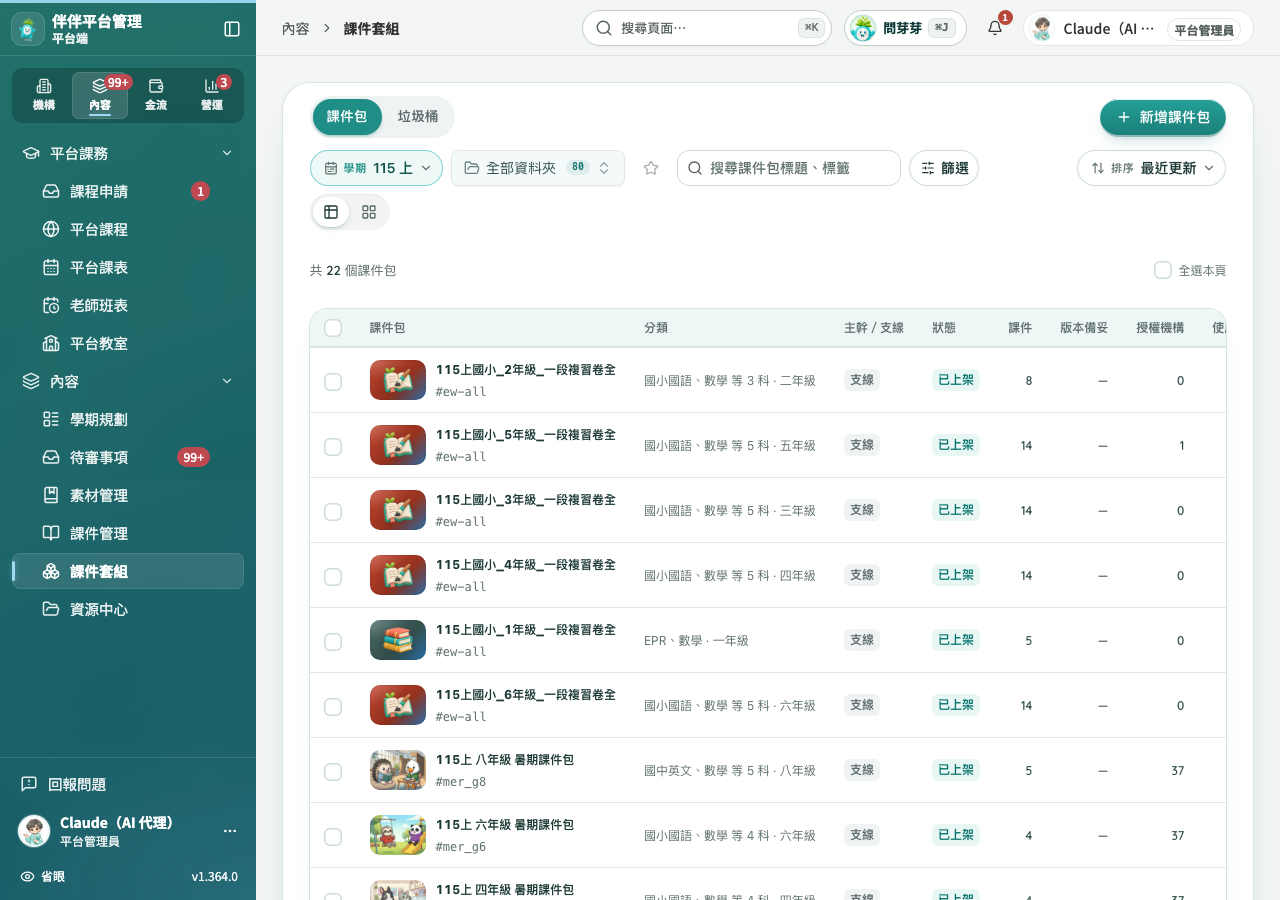 伴伴平台管理
平台端
內容
課件套組
搜尋頁面⋯
⌘K
問芽芽
⌘J
1
Claude（AI ⋯
平台管理員
機構
99+
內容
金流
3
營運
平台課務
課程申請
1
平台課程
平台課表
老師班表
平台教室
內容
學期規劃
待審事項
99+
素材管理
課件管理
課件套組
資源中心
回報問題
Claude（AI 代理）
平台管理員
省眼
v1.364.0
課件包
垃圾桶
新增課件包
學期 115 上
全部資料夾 80
搜尋課件包標題、標籤
篩選
排序 最近更新
共 22 個課件包
全選本頁
課件包 分類 主幹 / 支線 狀態 課件 版本備妥 授權機構
115上國小_2年級_一段複習卷全
#ew-all
國小國語、數學 等 3 科 · 二年級 支線 已上架 8 — 0
115上國小_5年級_一段複習卷全
#ew-all
國小國語、數學 等 5 科 · 五年級 支線 已上架 14 — 1
115上國小_3年級_一段複習卷全
#ew-all
國小國語、數學 等 5 科 · 三年級 支線 已上架 14 — 0
115上國小_4年級_一段複習卷全
#ew-all
國小國語、數學 等 5 科 · 四年級 支線 已上架 14 — 0
115上國小_1年級_一段複習卷全
#ew-all
EPR、數學 · 一年級 支線 已上架 5 — 0
115上國小_6年級_一段複習卷全
#ew-all
國小國語、數學 等 5 科 · 六年級 支線 已上架 14 — 0
115上 八年級 暑期課件包
#mer_g8
國中英文、數學 等 5 科 · 八年級 支線 已上架 5 — 37
115上 六年級 暑期課件包
#mer_g6
國小國語、數學 等 4 科 · 六年級 支線 已上架 4 — 37
115上 四年級 暑期課件包
國小國語、數學 等 4 科 · 四年級 支線 已上架 4 — 37